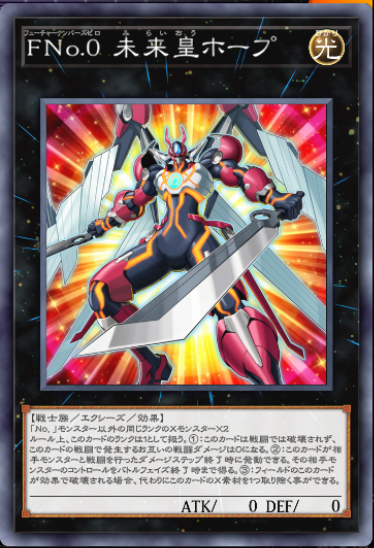 フューチャーナンバーズゼロ みらいおう
FNo.0 未来皇ホープ
ひかり
光
【戦士族/エクシーズ/効果】
「No.」モンスター以外の同じランクのXモンスター×2
ルール上、このカードのランクは1として扱う。①:このカードは戦闘では破壊されず、
このカードの戦闘で発生するお互いの戦闘ダメージは0になる。②:このカードが相
手モンスターと戦闘を行ったダメージステップ終了時に発動できる。その相手モ
ンスターのコントロールをバトルフェイズ終了時まで得る。③:フィールドのこのカード
が効果で破壊される場合、代わりにこのカードのX素材を1つ取り除く事ができる。
ATK/ 0 DEF/ 0